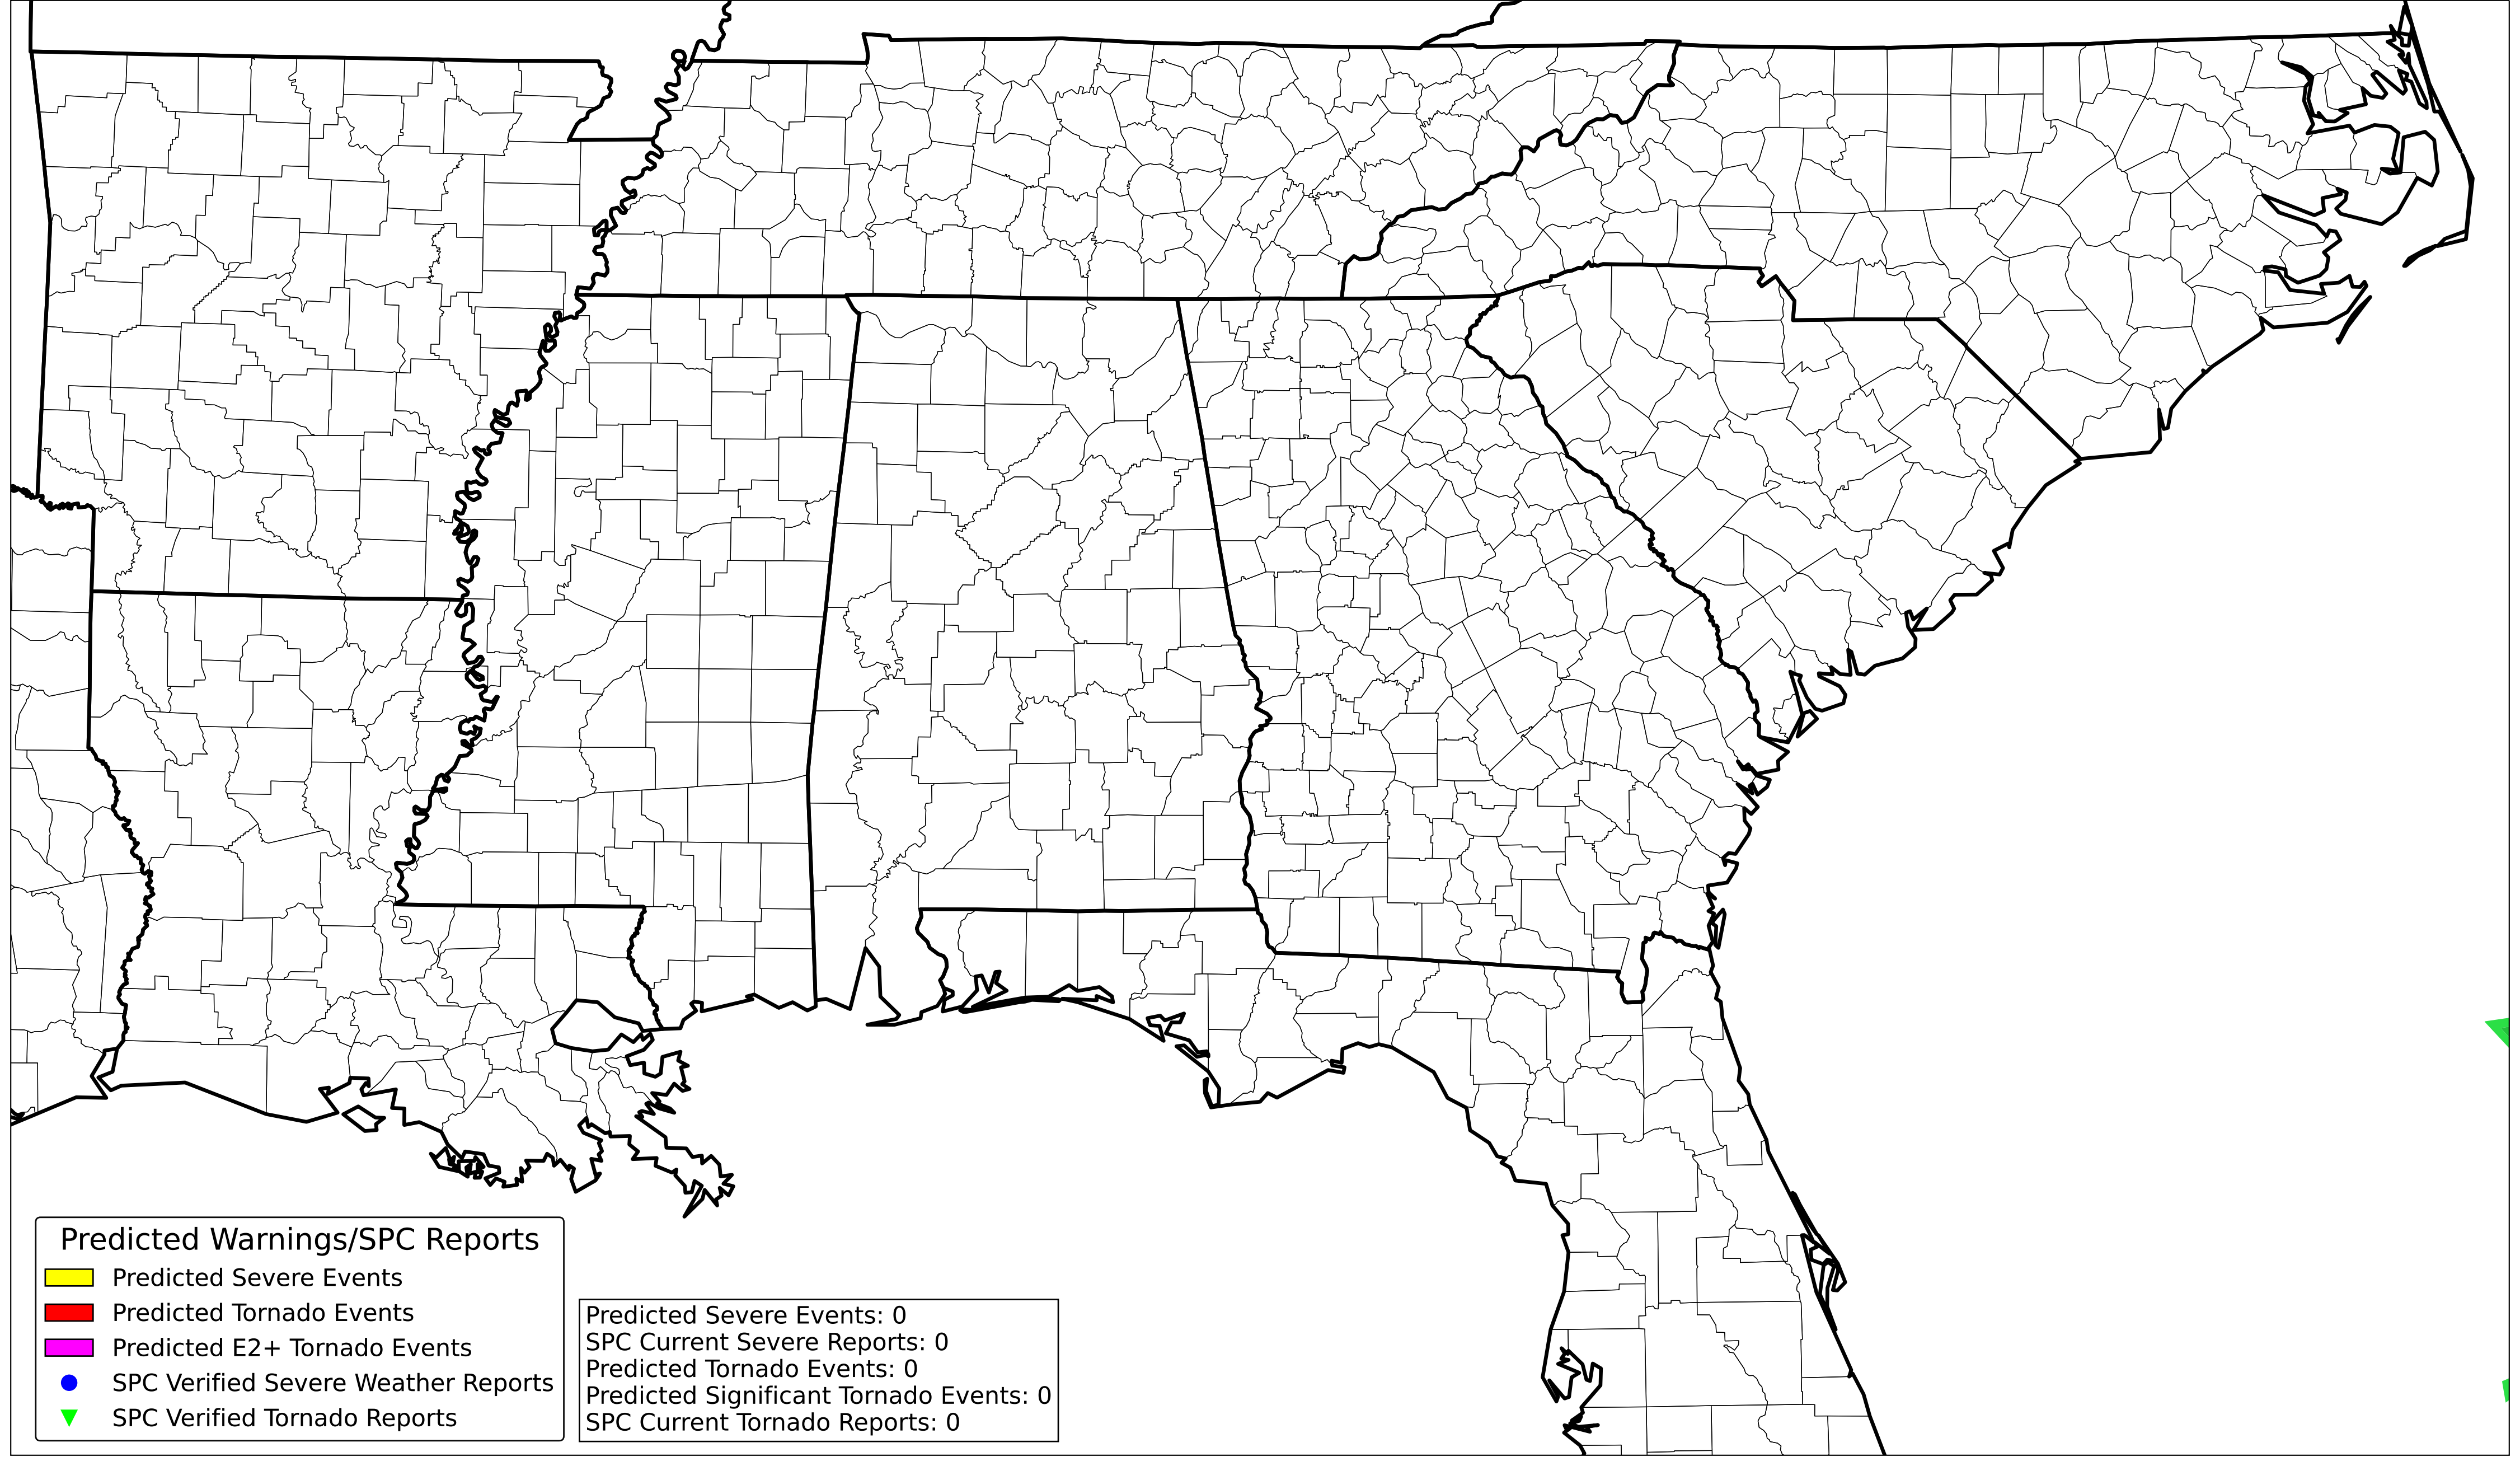 Predicted Warnings/SPC Reports
Predicted Severe Events
Predicted Tornado Events
Predicted E2+ Tornado Events
SPC Verified Severe Weather Reports
SPC Verified Tornado Reports
Predicted Severe Events: 0
SPC Current Severe Reports: 0
Predicted Tornado Events: 0
Predicted Significant Tornado Events: 0
SPC Current Tornado Reports: 0